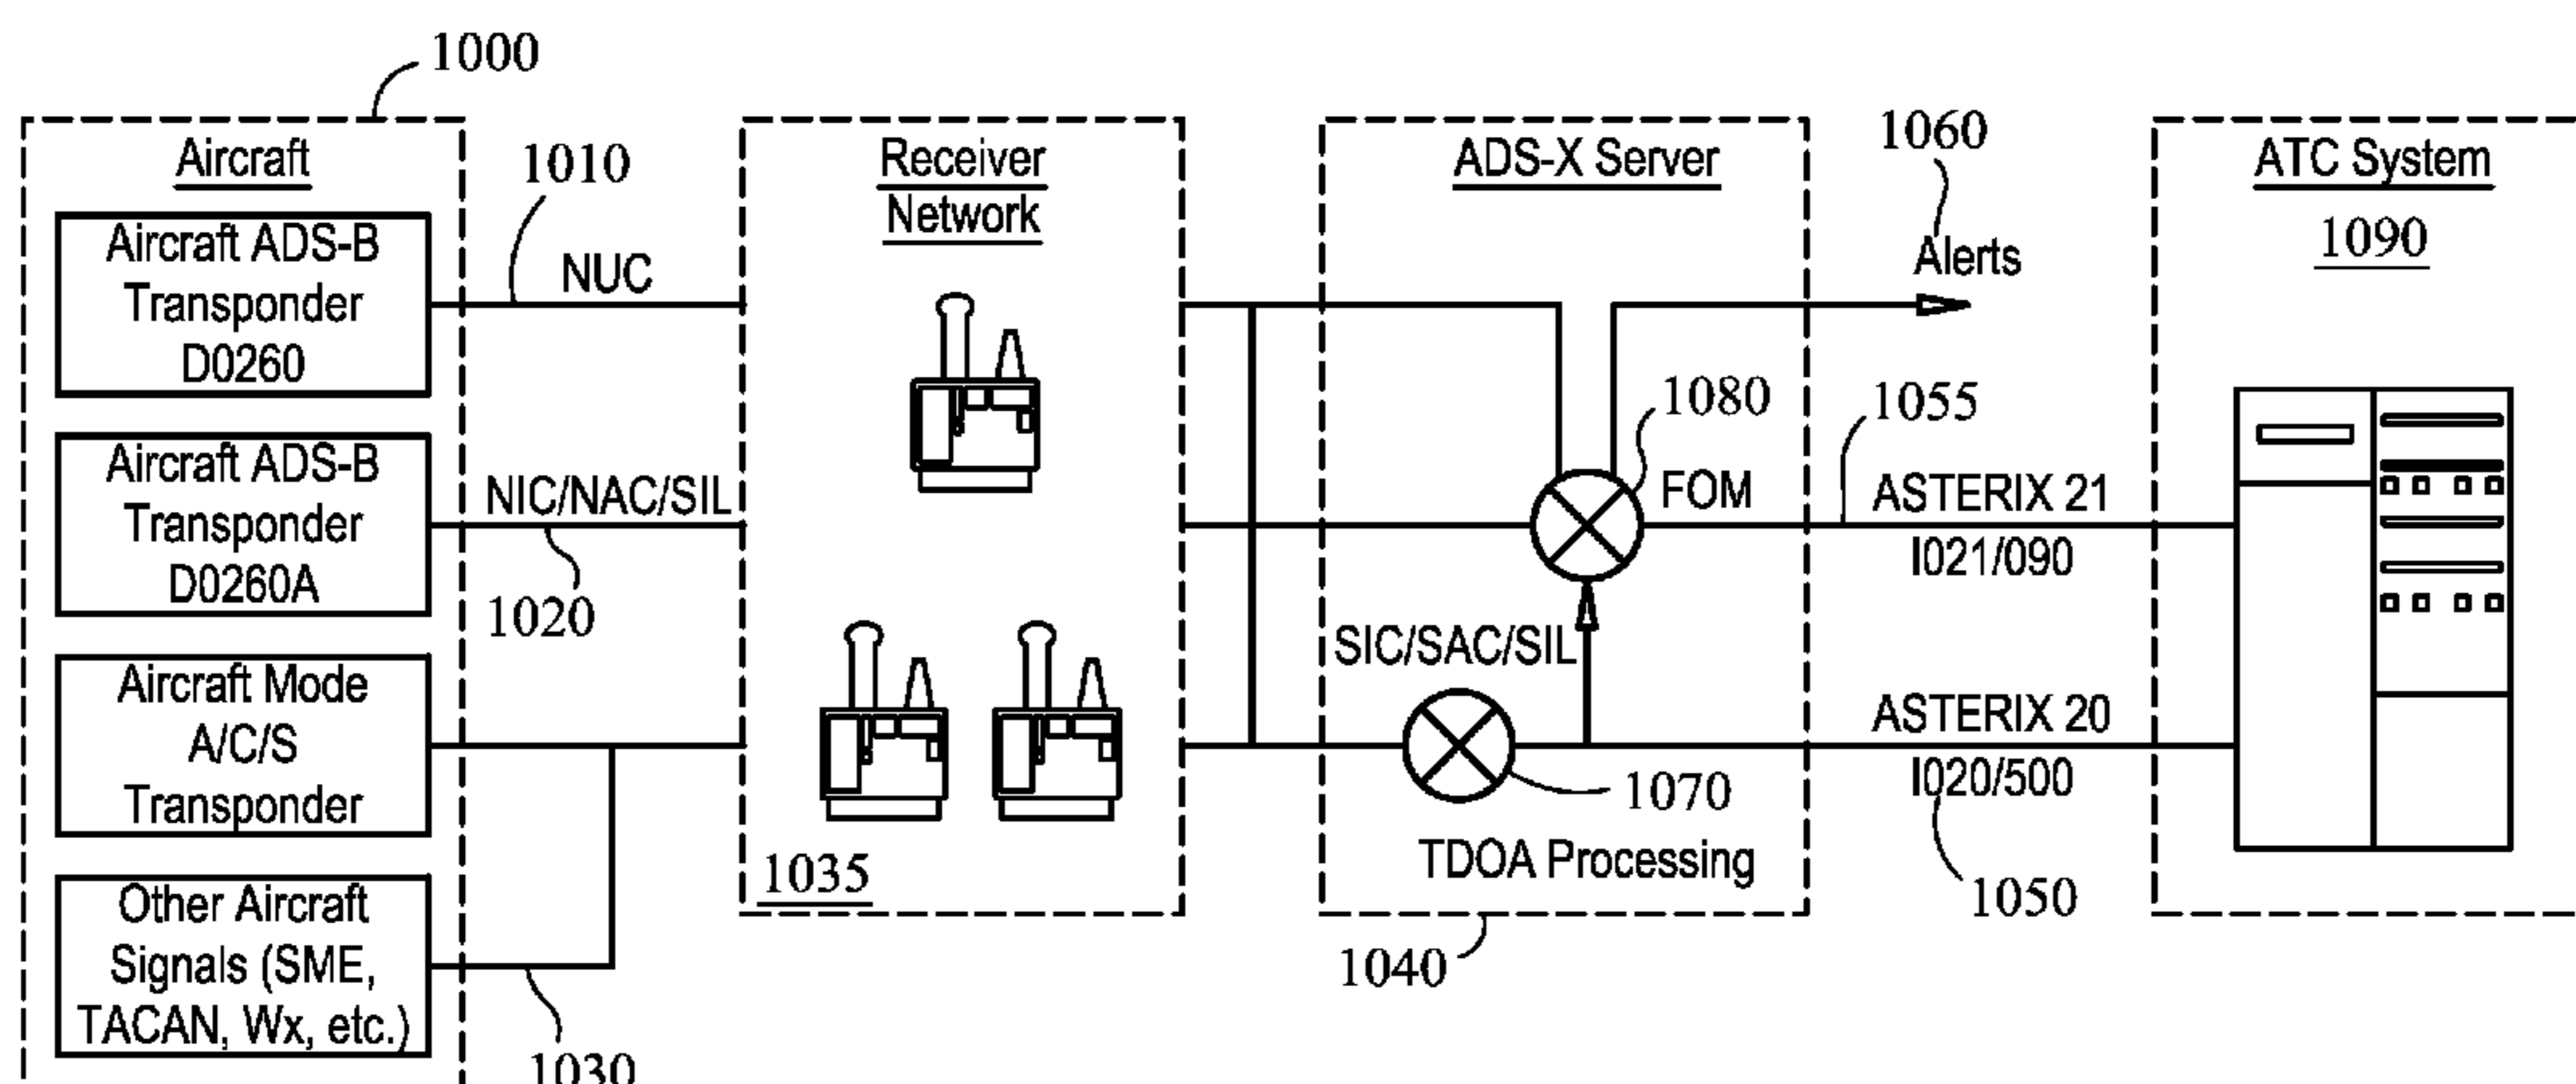 1000
Aircraft
Aircraft ADS-B
Transponder
D0260
Aircraft ADS-B
Transponder
D0260A
Aircraft Mode
A/C/S
Transponder
Other Aircraft
Signals (SME,
TACAN, Wx, etc.)
1010
NUC
NIC/NAC/SIL
1020
1030
Receiver
Network
1035
ADS-X Server
1080
FOM
SIC/SAC/SIL
1070
TDOA Processing
1040
1060
Alerts
1055
ASTERIX 21
I021/090
ASTERIX 20
I020/500
1050
ATC System
1090